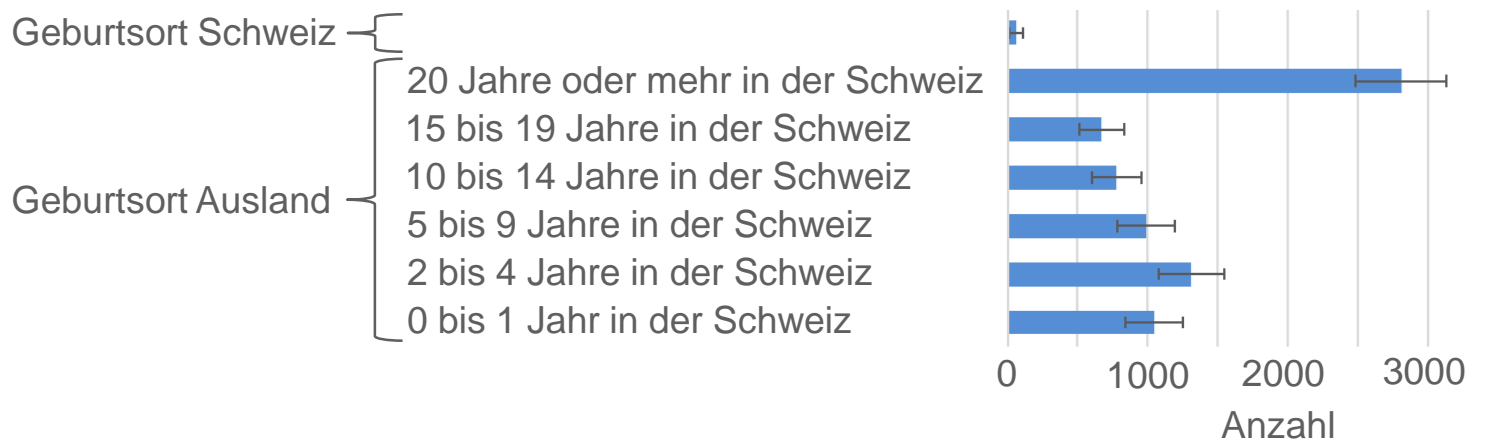 Geburtsort Schweiz
20 Jahre oder mehr in der Schweiz
15 bis 19 Jahre in der Schweiz
10 bis 14 Jahre in der Schweiz
Geburtsort Ausland
5 bis 9 Jahre in der Schweiz
2 bis 4 Jahre in der Schweiz
0 bis 1 Jahr in der Schweiz
0 1000 2000 3000
Anzahl